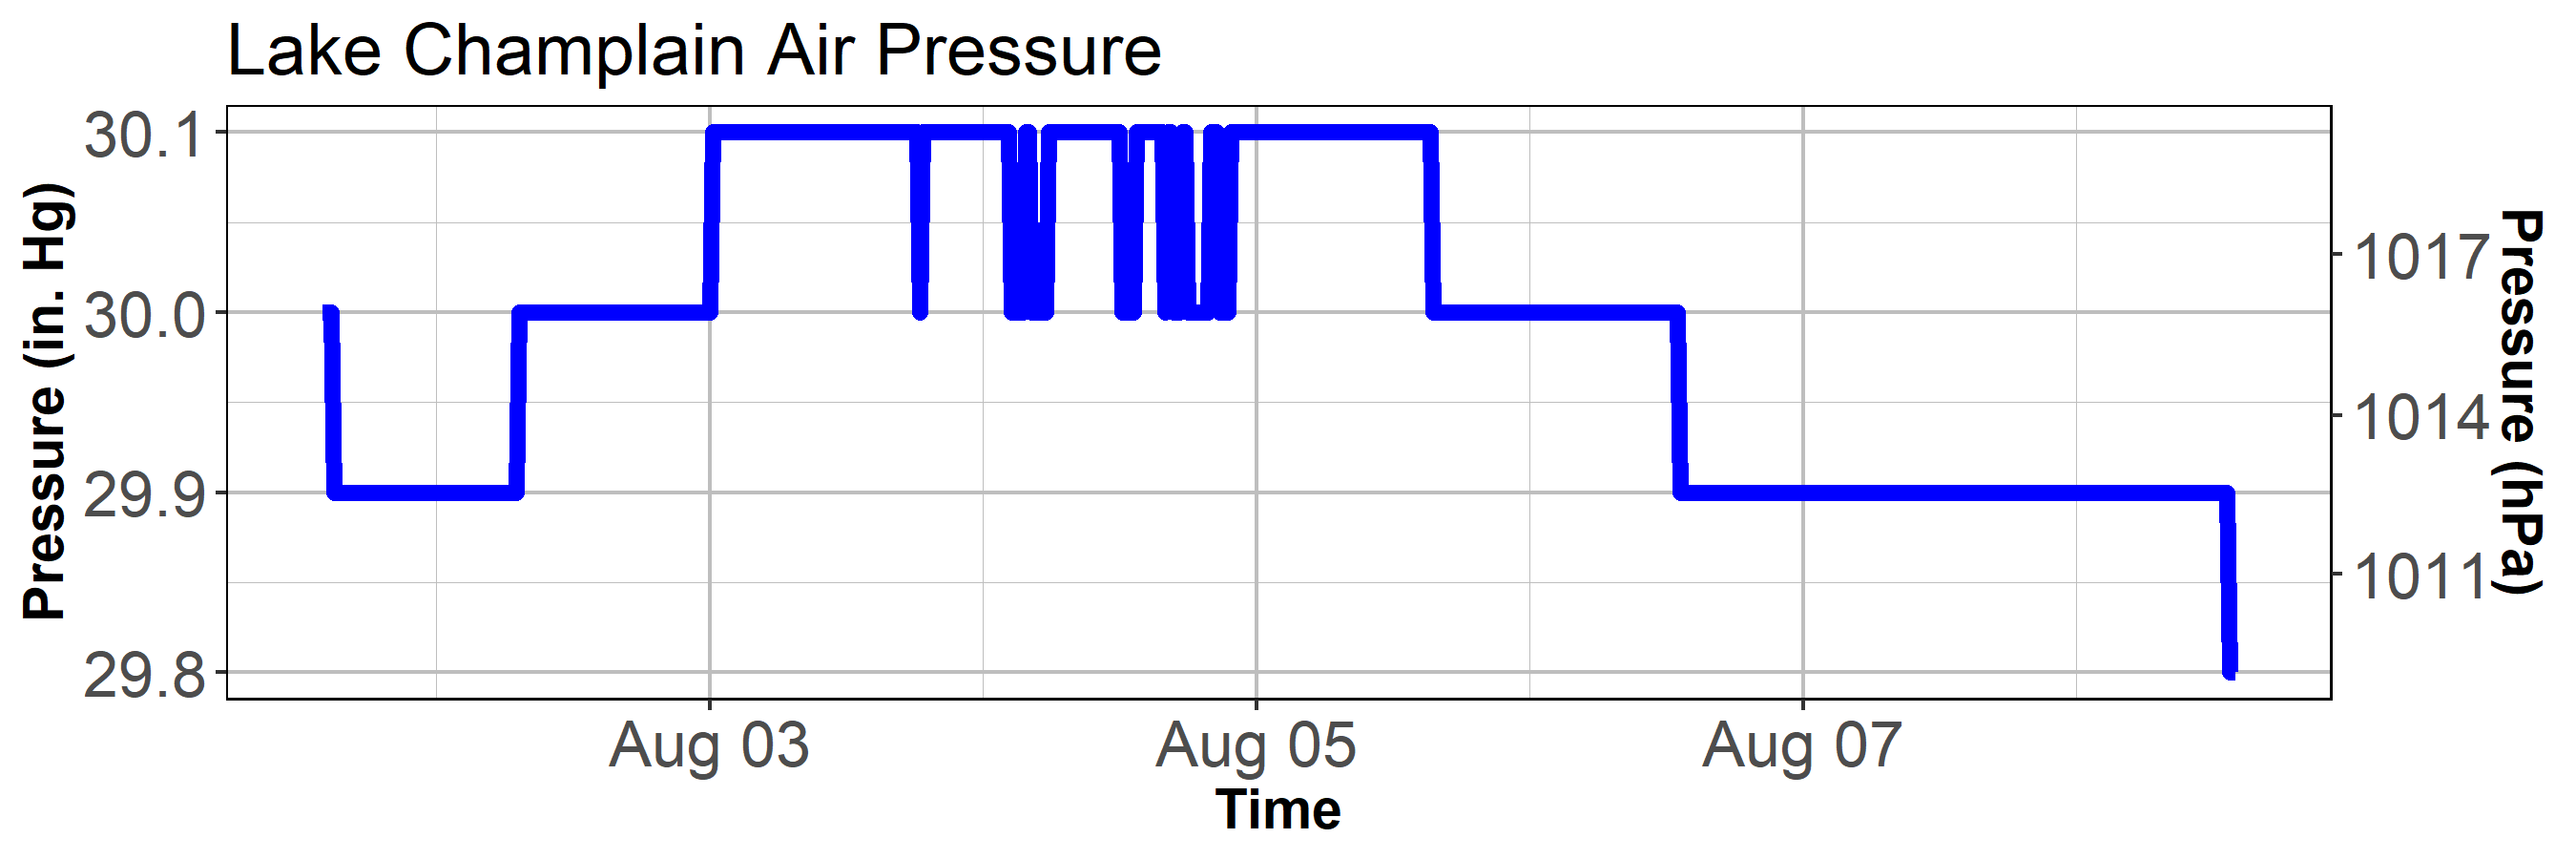 Lake Champlain Air Pressure
Pressure (in. Hg)
30.1
30.0
29.9
29.8
1017
1014
1011
Pressure (hPa)
Aug 03
Aug 05
Aug 07
Time